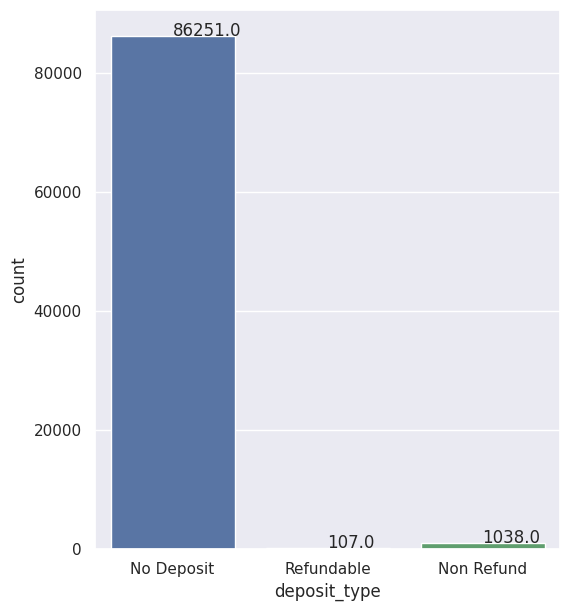 86251.0
80000
60000
40000
20000
0
count
107.0
1038.0
No Deposit
Refundable
Non Refund
deposit_type